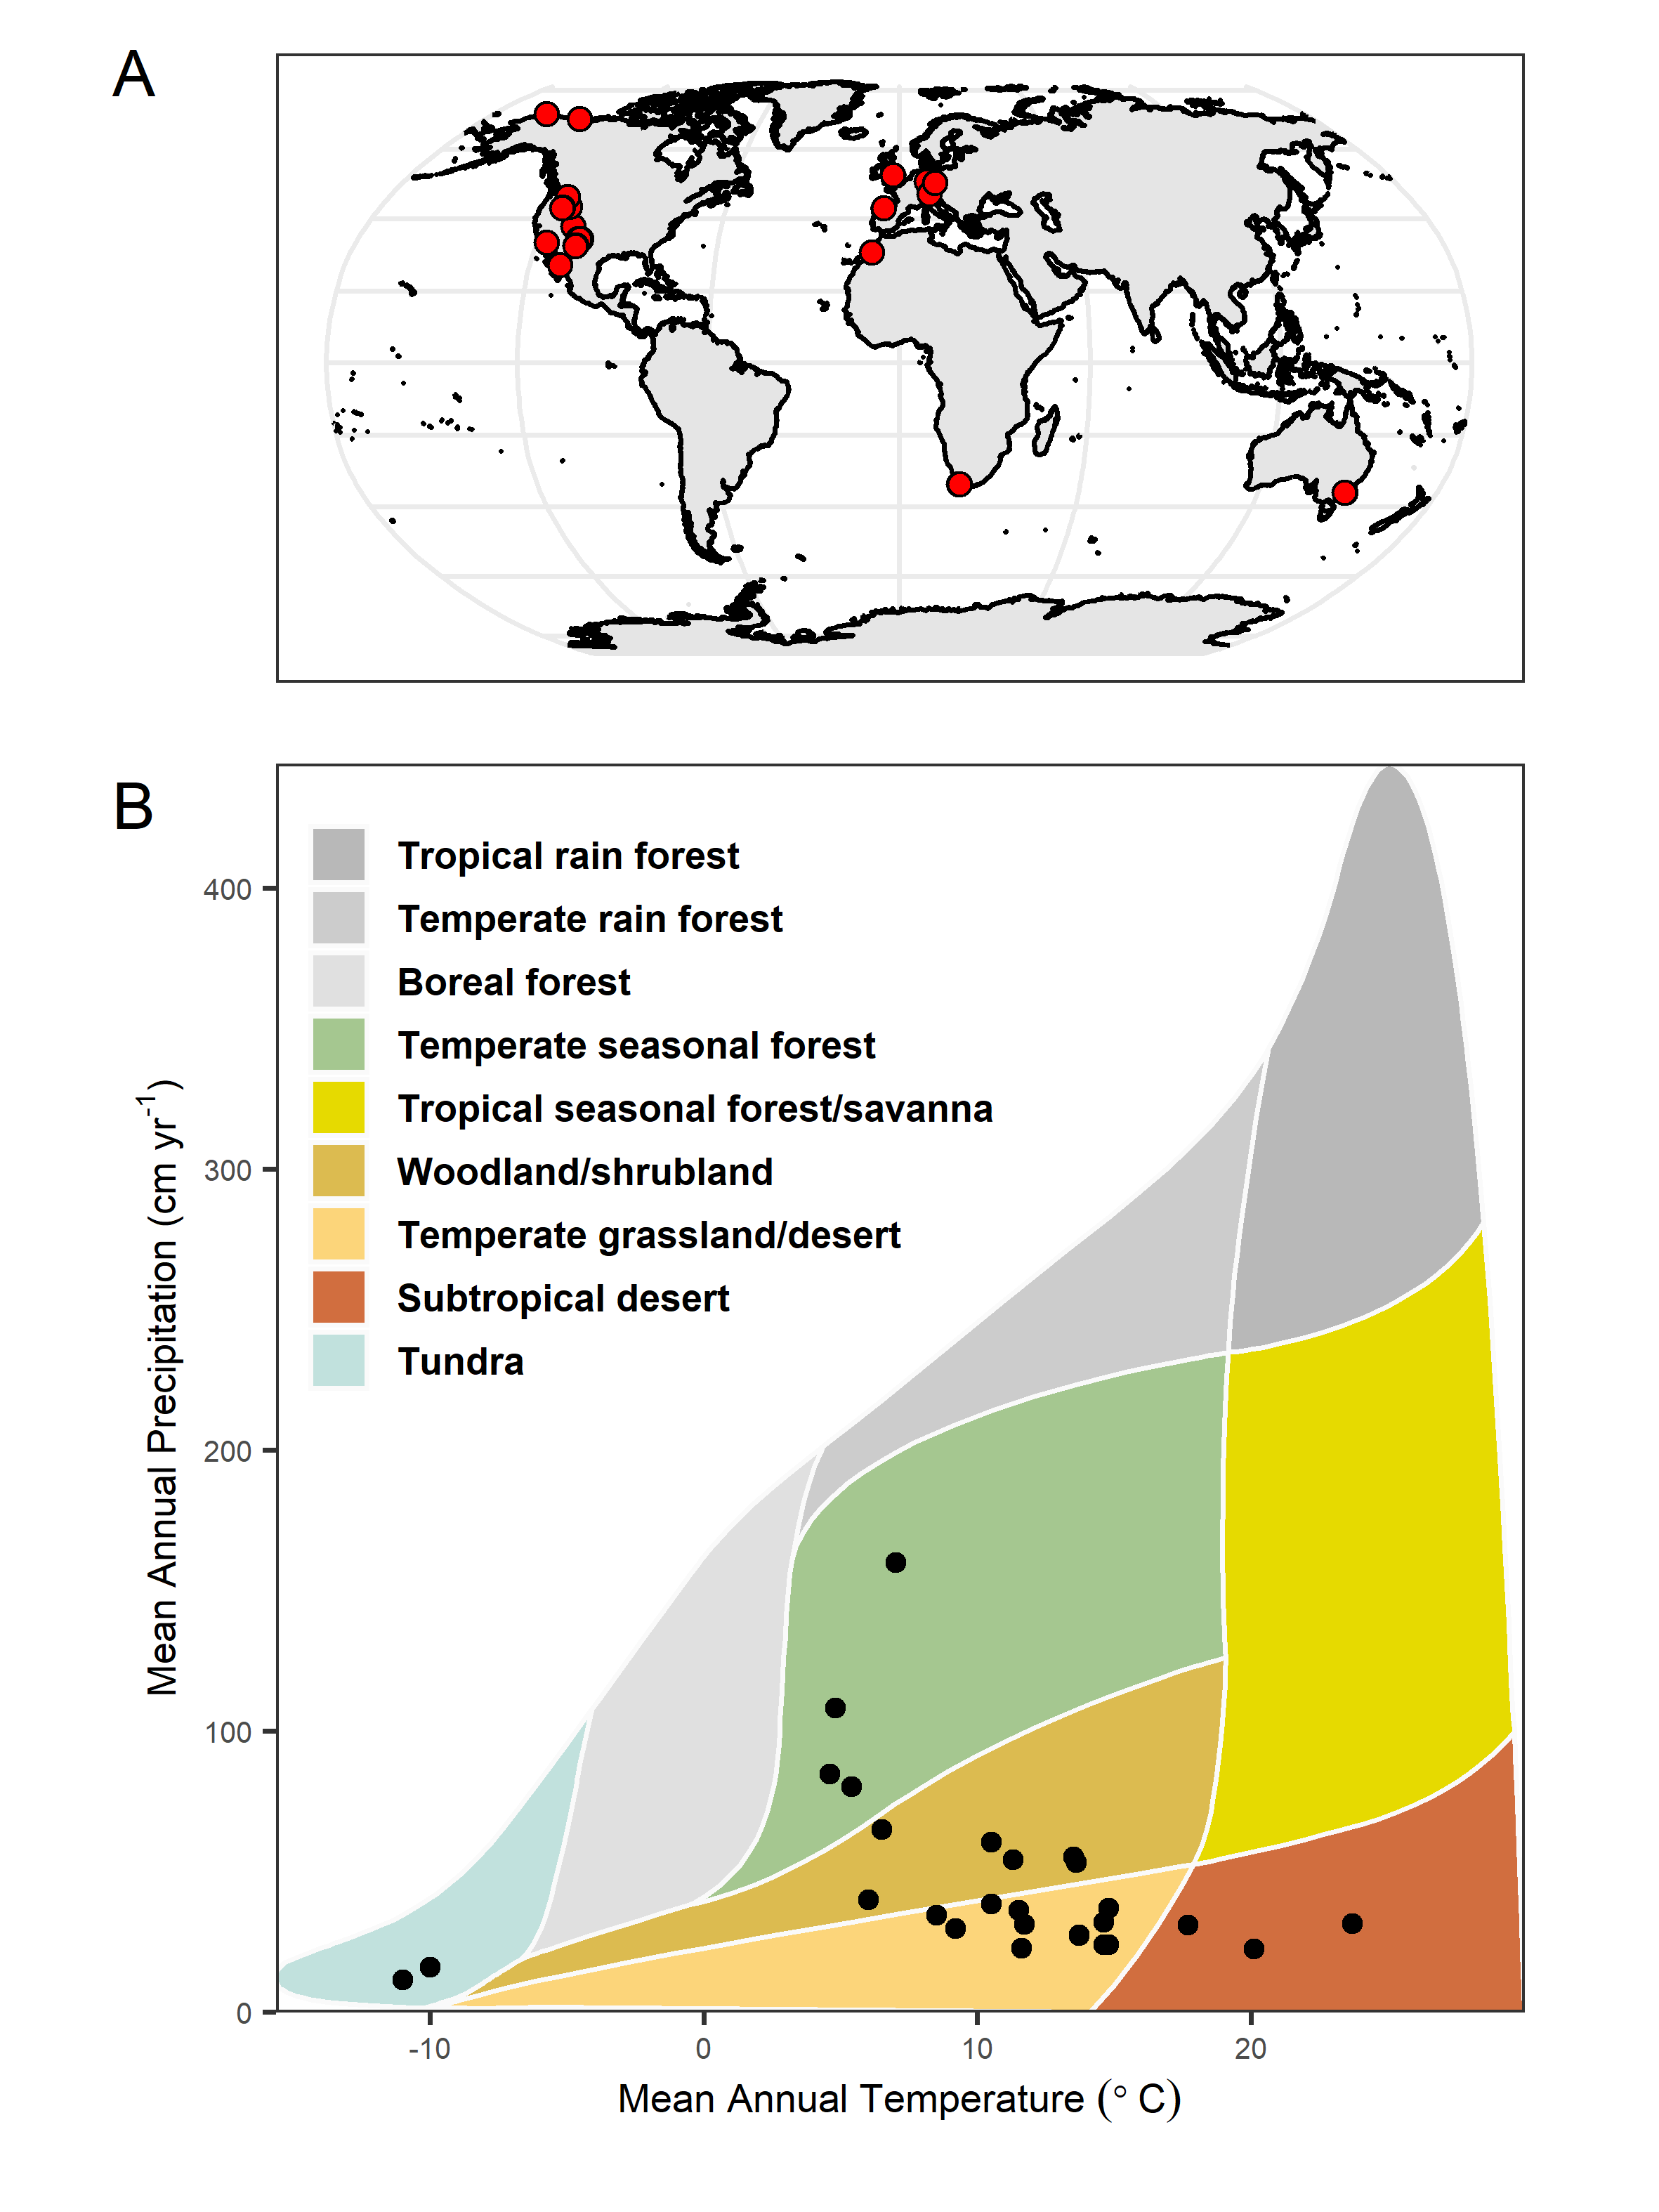 A
B
Tropical rain forest
Temperate rain forest
Boreal forest
Temperate seasonal forest
Tropical seasonal forest/savanna
Woodland/shrubland
Temperate grassland/desert
Subtropical desert
Tundra
Mean Annual Precipitation (cm yr⁻¹)
400
300
200
100
0
-10 0 10 20
Mean Annual Temperature (° C)